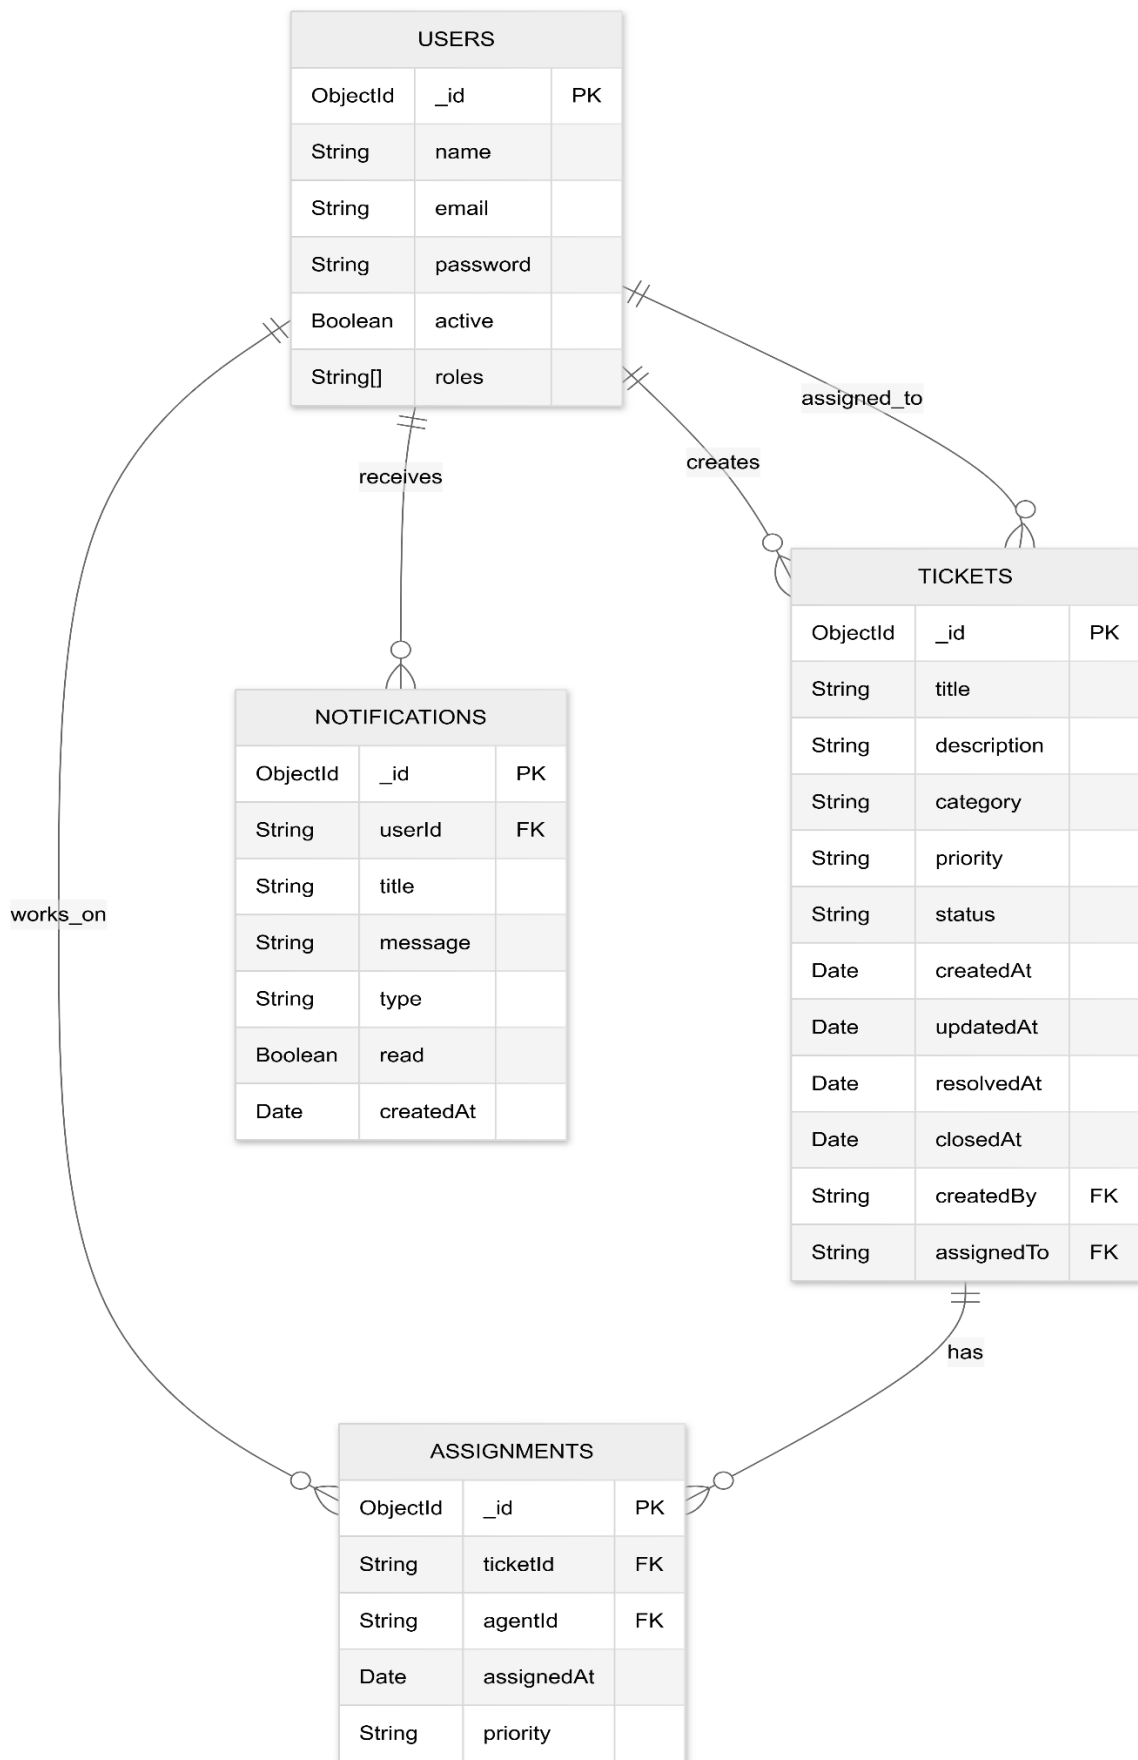 USERS
ObjectId _id PK
String name
String email
String password
Boolean active
String[] roles
assigned_to
creates
receives
TICKETS
ObjectId _id PK
String title
String description
String category
String priority
String status
Date createdAt
Date updatedAt
Date resolvedAt
Date closedAt
String createdBy FK
String assignedTo FK
NOTIFICATIONS
ObjectId _id PK
String userId FK
String title
String message
String type
Boolean read
Date createdAt
works_on
has
ASSIGNMENTS
ObjectId _id PK
String ticketId FK
String agentId FK
Date assignedAt
String priority